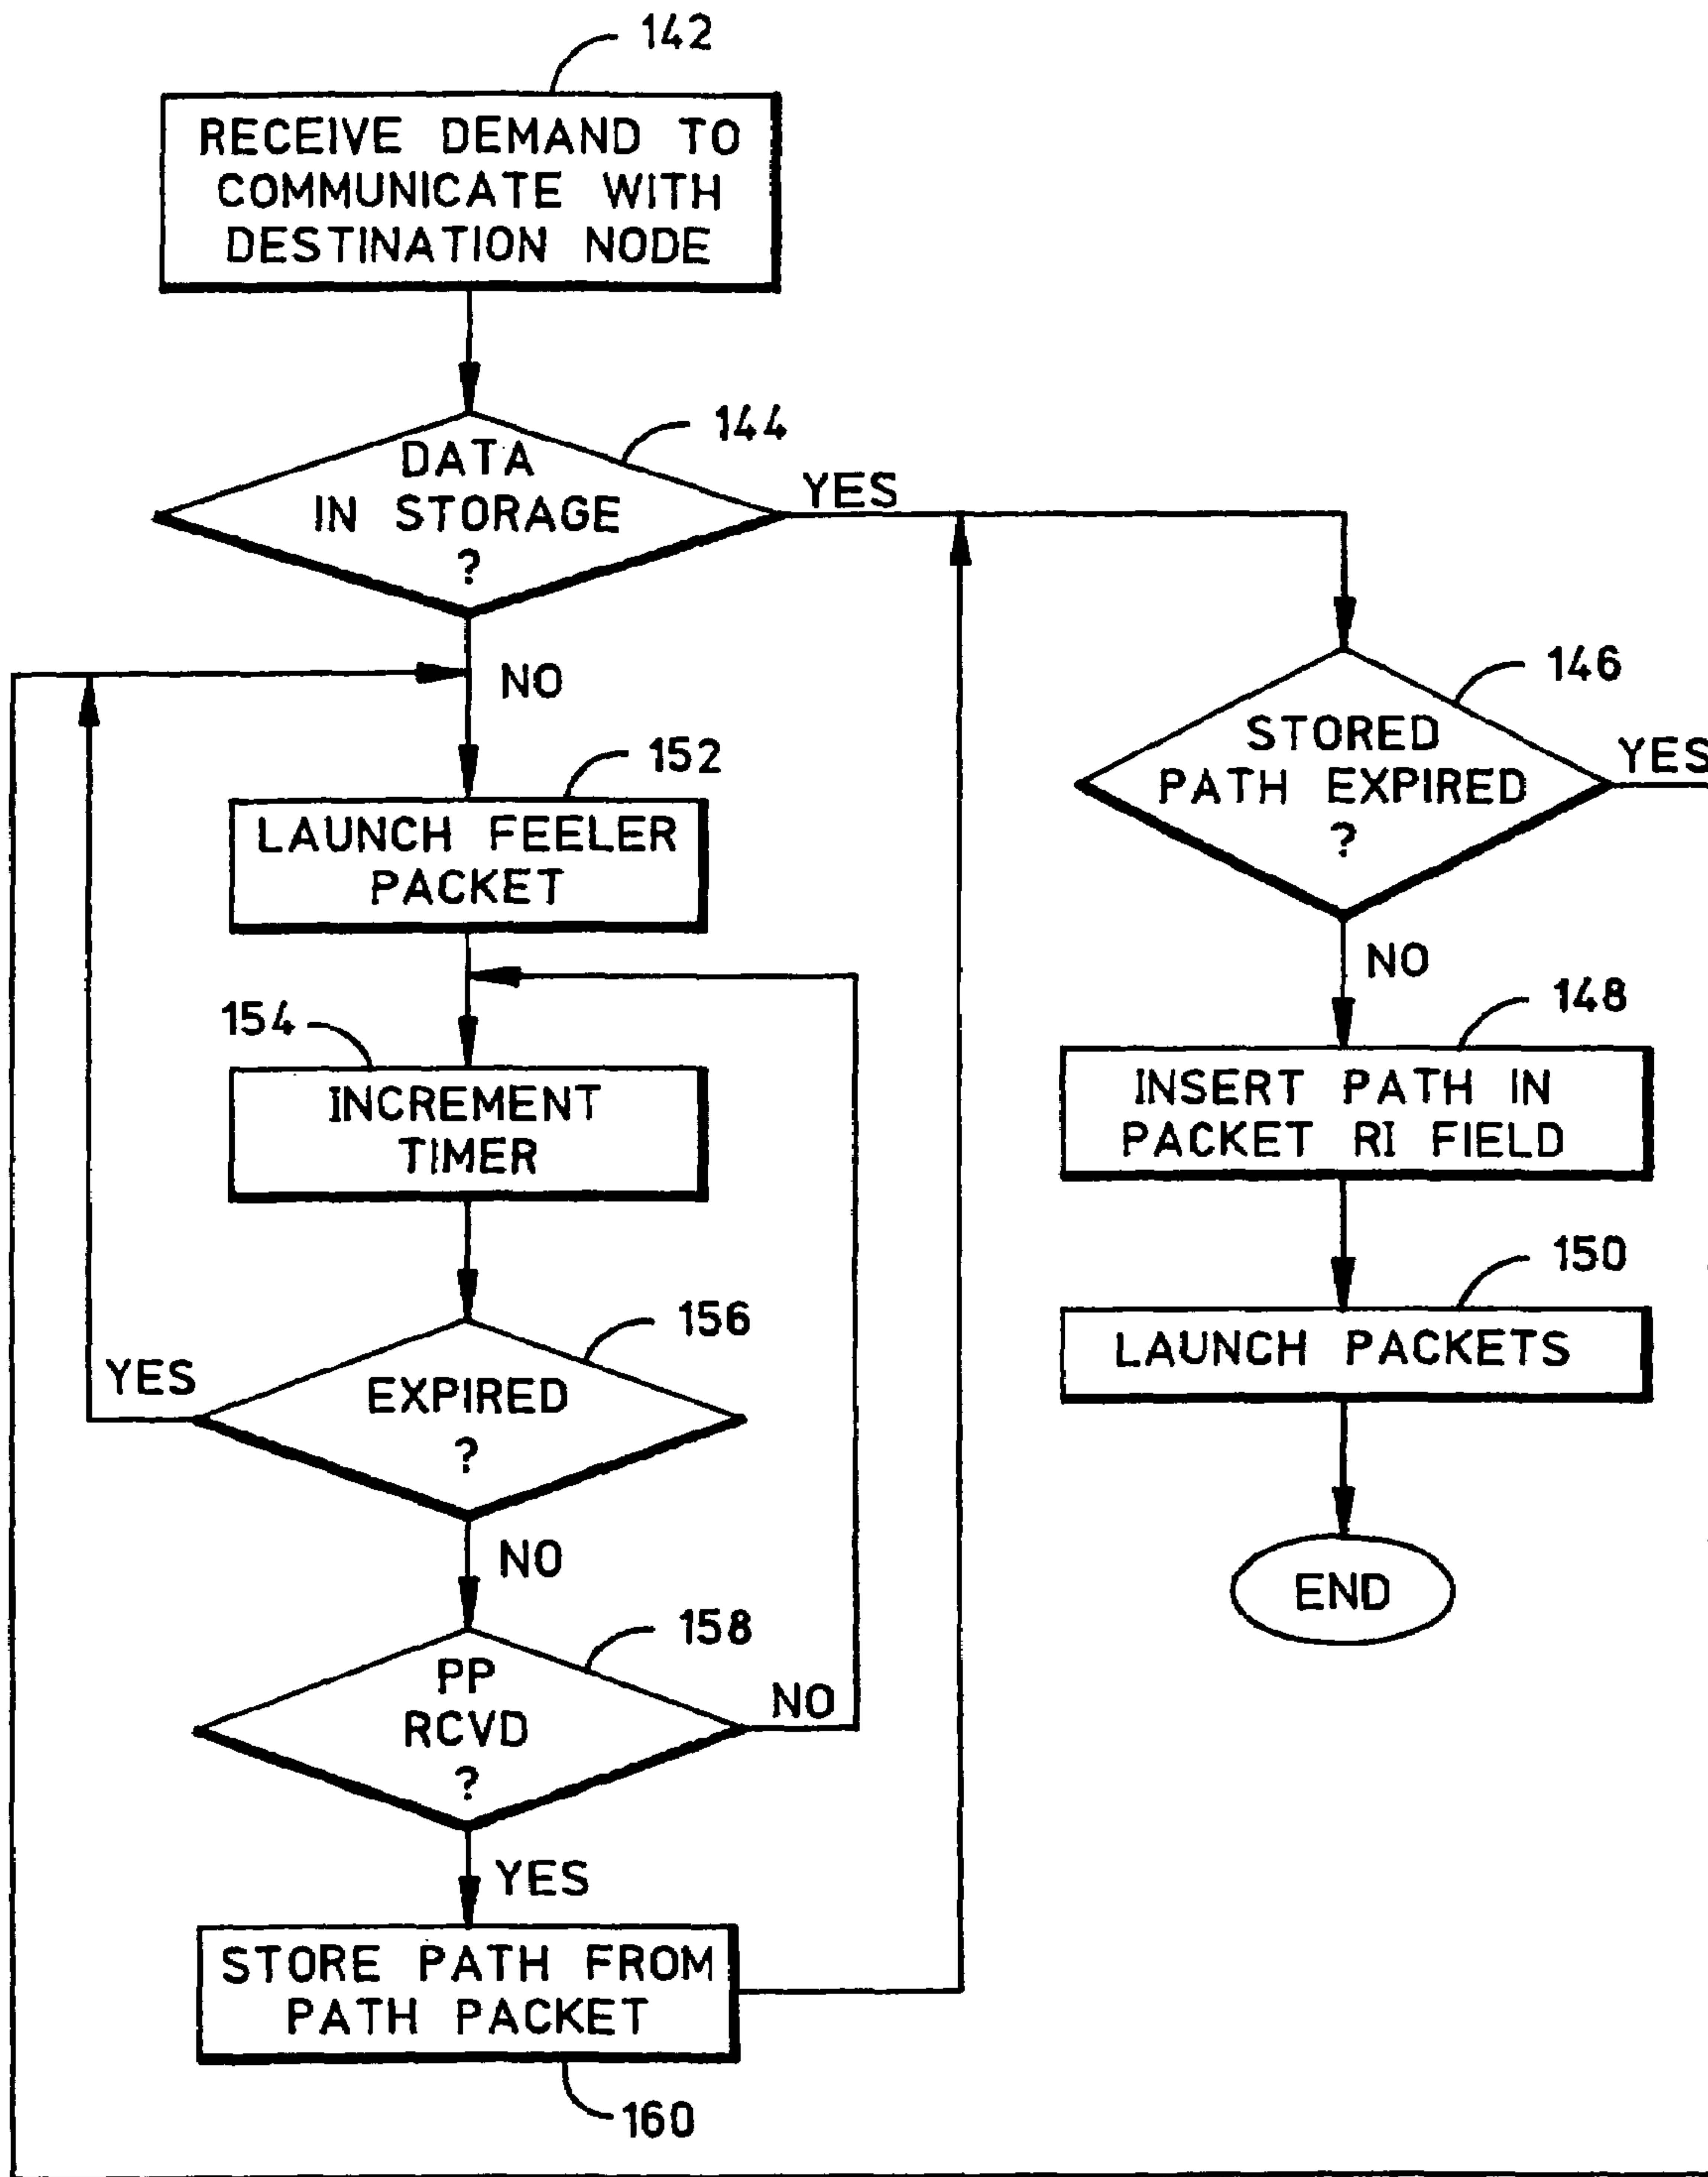 142
RECEIVE DEMAND TO
COMMUNICATE WITH
DESTINATION NODE
144
DATA
IN STORAGE
?
YES
NO
152
LAUNCH FEELER
PACKET
154
INCREMENT
TIMER
156
EXPIRED
?
YES
NO
158
PP
RCVD
?
NO
YES
STORE PATH FROM
PATH PACKET
160
146
STORED
PATH EXPIRED
?
YES
NO
148
INSERT PATH IN
PACKET RI FIELD
150
LAUNCH PACKETS
END